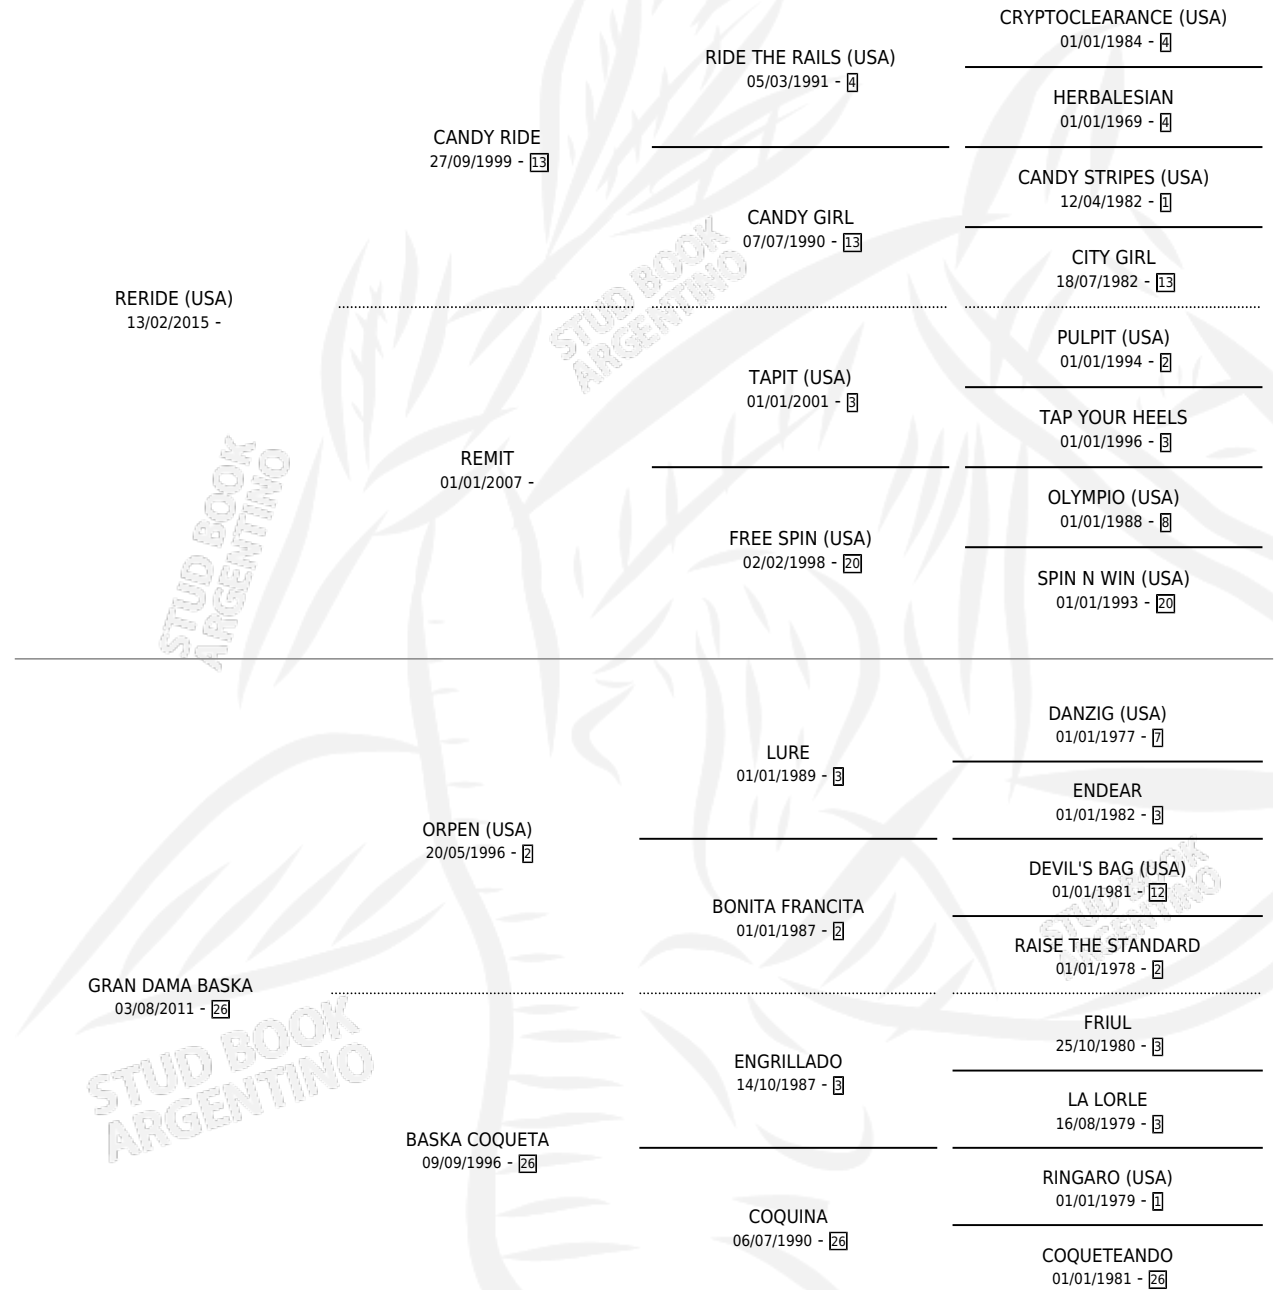 CRYPTOCLEARANCE (USA)
01/01/1984 - 4
RIDE THE RAILS (USA)
05/03/1991 - 4
HERBALESIAN
01/01/1969 - 4
CANDY RIDE
27/09/1999 - 13
CANDY STRIPES (USA)
12/04/1982 - 1
CANDY GIRL
07/07/1990 - 13
CITY GIRL
18/07/1982 - 13
RERIDE (USA)
13/02/2015 -
PULPIT (USA)
01/01/1994 - 2
TAPIT (USA)
01/01/2001 - 3
TAP YOUR HEELS
01/01/1996 - 3
REMIT
01/01/2007 -
OLYMPIO (USA)
01/01/1988 - 8
FREE SPIN (USA)
02/02/1998 - 20
SPIN N WIN (USA)
01/01/1993 - 20
DANZIG (USA)
01/01/1977 - 7
LURE
01/01/1989 - 3
ENDEAR
01/01/1982 - 3
ORPEN (USA)
20/05/1996 - 2
DEVIL'S BAG (USA)
01/01/1981 - 12
BONITA FRANCITA
01/01/1987 - 2
RAISE THE STANDARD
01/01/1978 - 2
GRAN DAMA BASKA
03/08/2011 - 26
FRIUL
25/10/1980 - 3
ENGRILLADO
14/10/1987 - 3
LA LORLE
16/08/1979 - 3
BASKA COQUETA
09/09/1996 - 26
RINGARO (USA)
01/01/1979 - 1
COQUINA
06/07/1990 - 26
COQUETEANDO
01/01/1981 - 26
STUD BOOK
ARGENTINO
STUD BOOK
ARGENTINO
STUD BOOK
ARGENTINO
STUD BOOK
ARGENTINO